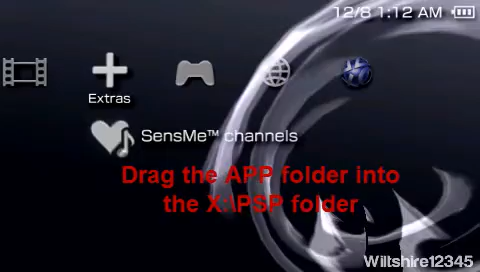 12/8 1:12 AM
Extras
SensMe™ channels
Drag the APP folder into
the X:\PSP folder
Wiltshire12345